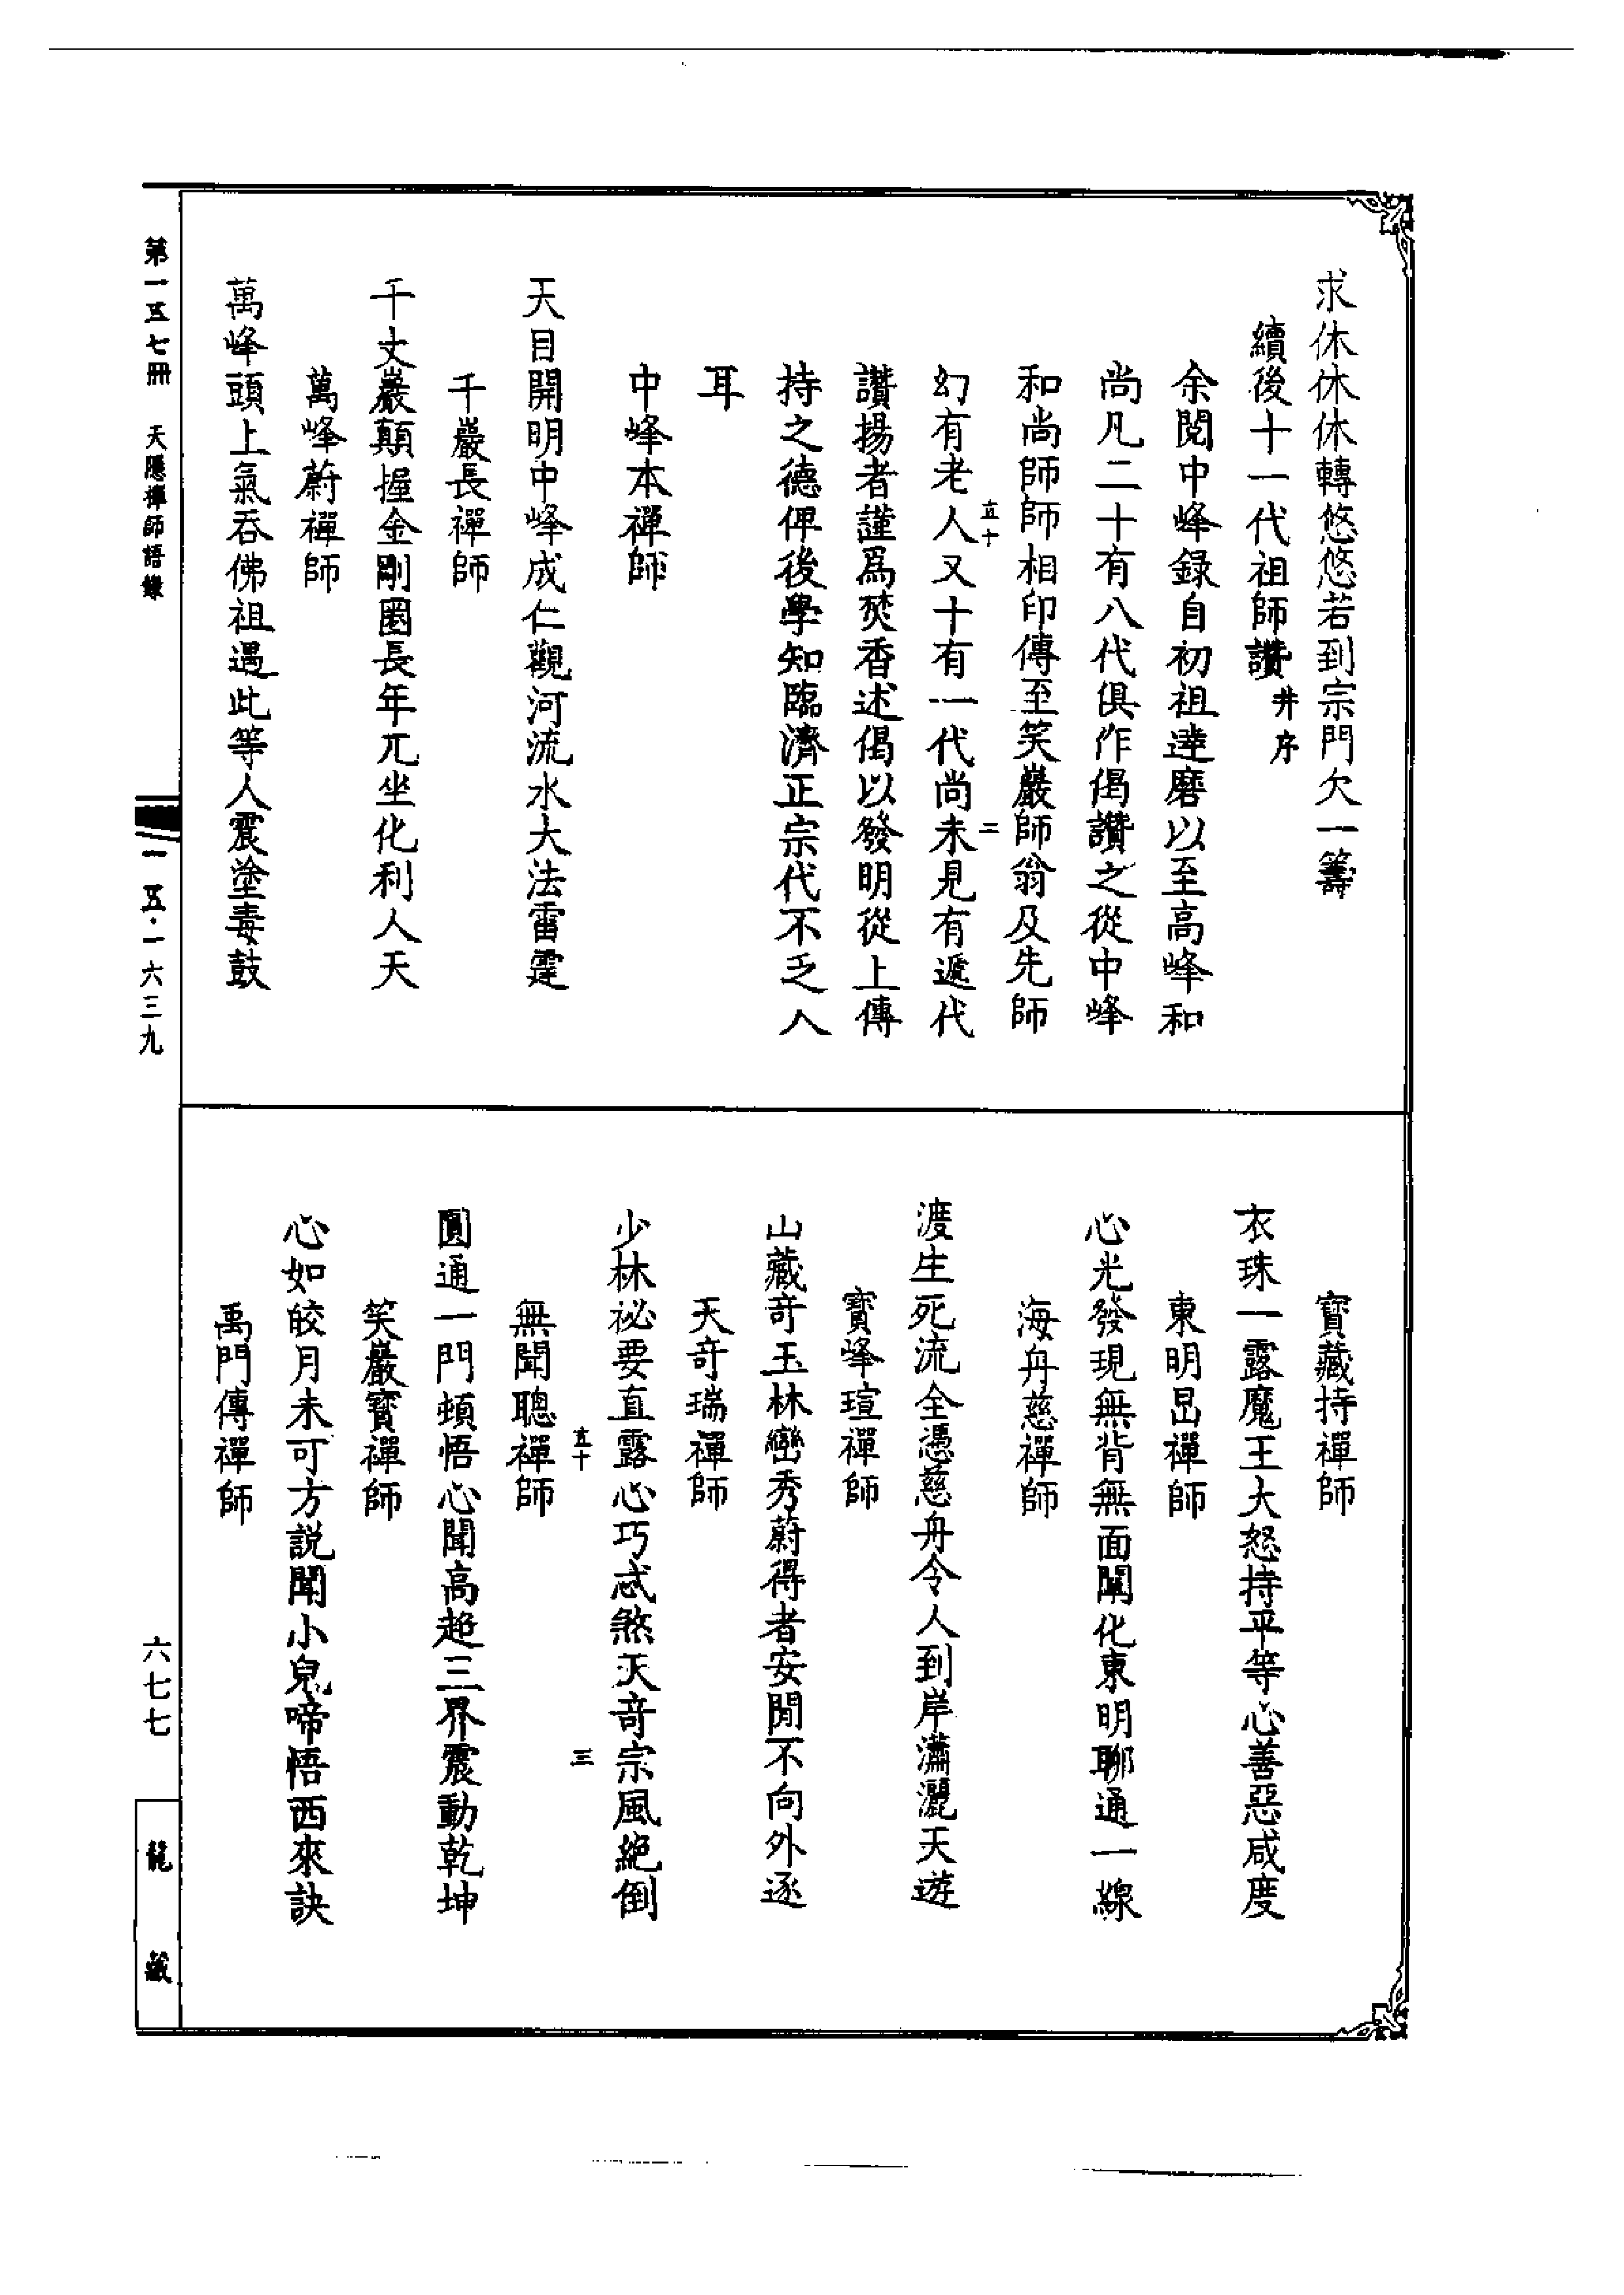 求休休休轉悠悠若到宗門欠一籌
續後十一代祖師讚并序
余閱中峰錄自初祖達磨以至高峰和
尚凡二十有八代俱作偈讚之從中峰
和尚師師相印傳至笑巖師翁及先師
五十 二
幻有老人又十有一代尚未見有遞代
讚揚者謹爲焚香述偈以發明從上傳
持之德俾後學知臨濟正宗代不乏人
耳
中峰本禪師
天目開明中峰成仁觀河流水大法雷霆
千巖長禪師
千丈巖顛握金剛圈長年兀坐化利人天
萬峰蔚禪師
萬峰頭上氣吞佛祖遇此等人震塗毒鼓
寶藏持禪師
衣珠一露魔王大怒持平等心善惡咸度
東明旵禪師
心光發現無背無面闡化東明聊通一線
海舟慈禪師
渡生死流全憑慈舟令人到岸瀟灑天遊
寶峰瑄禪師
山藏奇玉林巒秀蔚得者安閒不向外逐
天奇瑞禪師
少林祕要直露心巧忒煞天奇宗風絕倒
五十 三
無聞聰禪師
圓通一門頓悟心聞高超三界震動乾坤
笑巖寶禪師
心如皎月未可方說聞小兒啼悟西來訣
禹門傳禪師
第一五七冊 天隱禪師語錄
一五·一六三九
六七七
龍藏